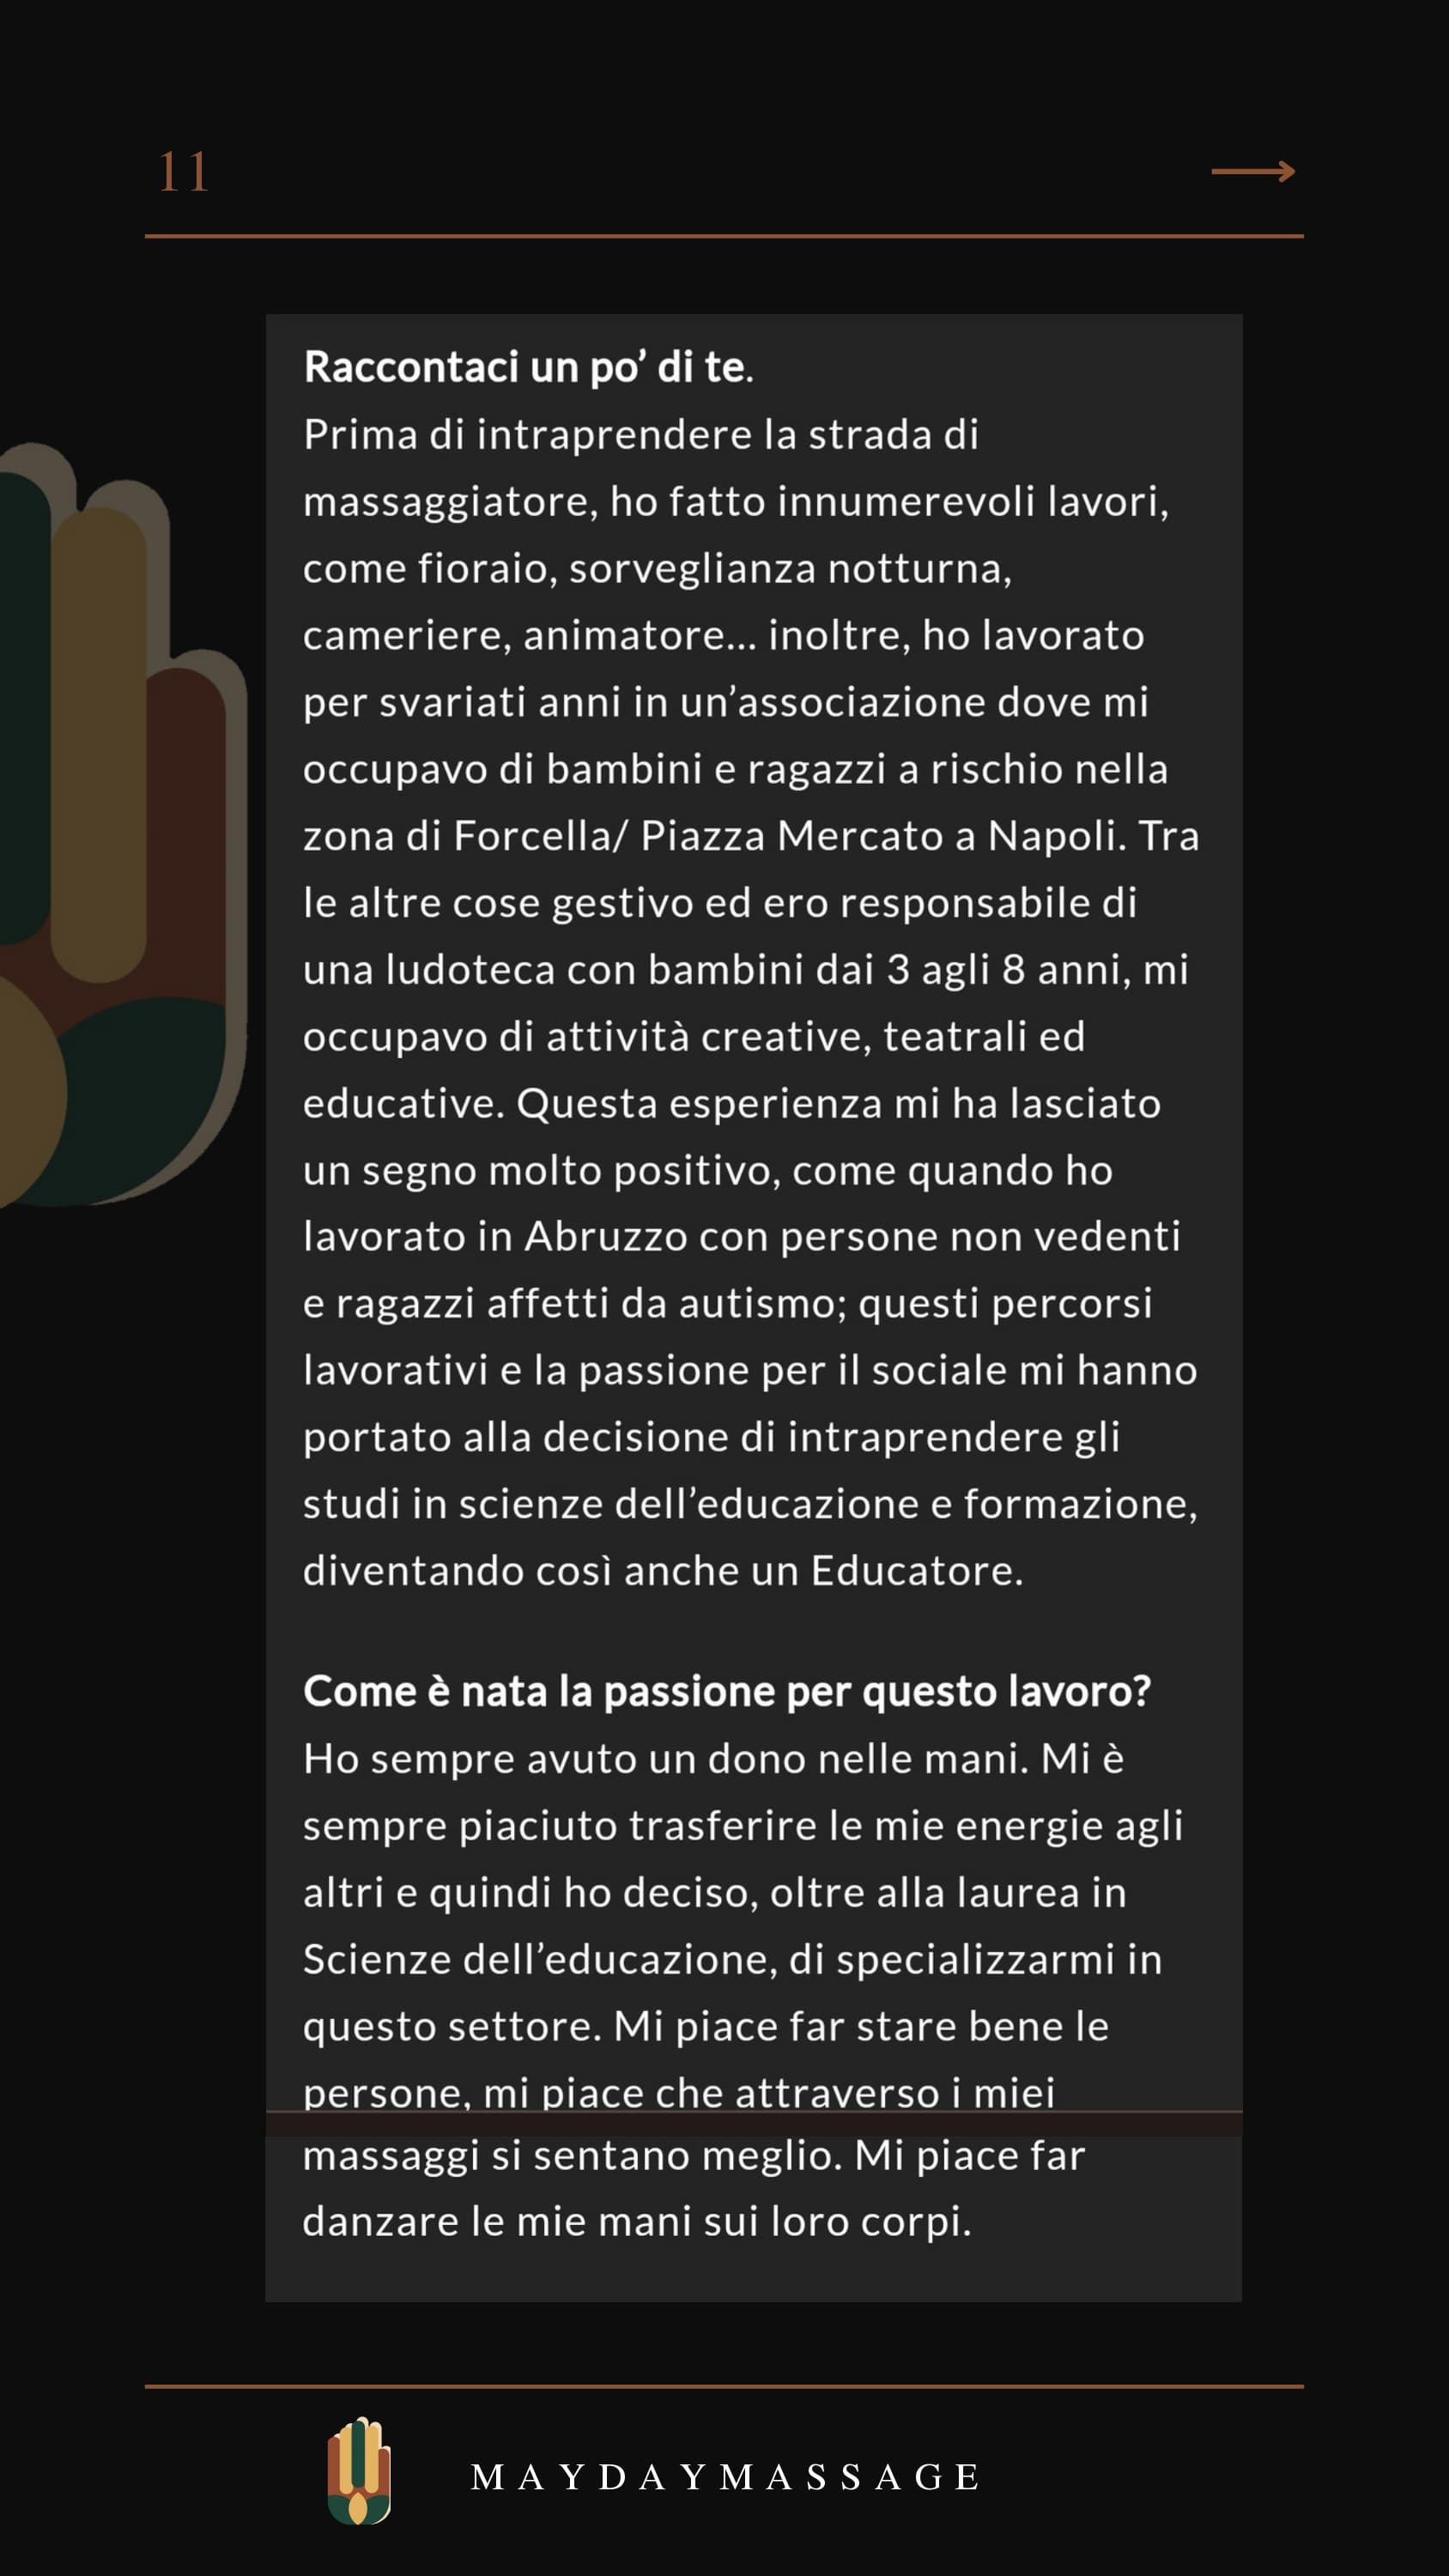 11
Raccontaci un po’ di te.
Prima di intraprendere la strada di
massaggiatore, ho fatto innumerevoli lavori,
come fioraio, sorveglianza notturna,
cameriere, animatore... inoltre, ho lavorato
per svariati anni in un’associazione dove mi
occupavo di bambini e ragazzi a rischio nella
zona di Forcella/ Piazza Mercato a Napoli. Tra
le altre cose gestivo ed ero responsabile di
una ludoteca con bambini dai 3 agli 8 anni, mi
occupavo di attività creative, teatrali ed
educative. Questa esperienza mi ha lasciato
un segno molto positivo, come quando ho
lavorato in Abruzzo con persone non vedenti
e ragazzi affetti da autismo; questi percorsi
lavorativi e la passione per il sociale mi hanno
portato alla decisione di intraprendere gli
studi in scienze dell’educazione e formazione,
diventando così anche un Educatore.
Come è nata la passione per questo lavoro?
Ho sempre avuto un dono nelle mani. Mi è
sempre piaciuto trasferire le mie energie agli
altri e quindi ho deciso, oltre alla laurea in
Scienze dell’educazione, di specializzarmi in
questo settore. Mi piace far stare bene le
persone, mi piace che attraverso i miei
massaggi si sentano meglio. Mi piace far
danzare le mie mani sui loro corpi.
MAYDAYMASSAGE